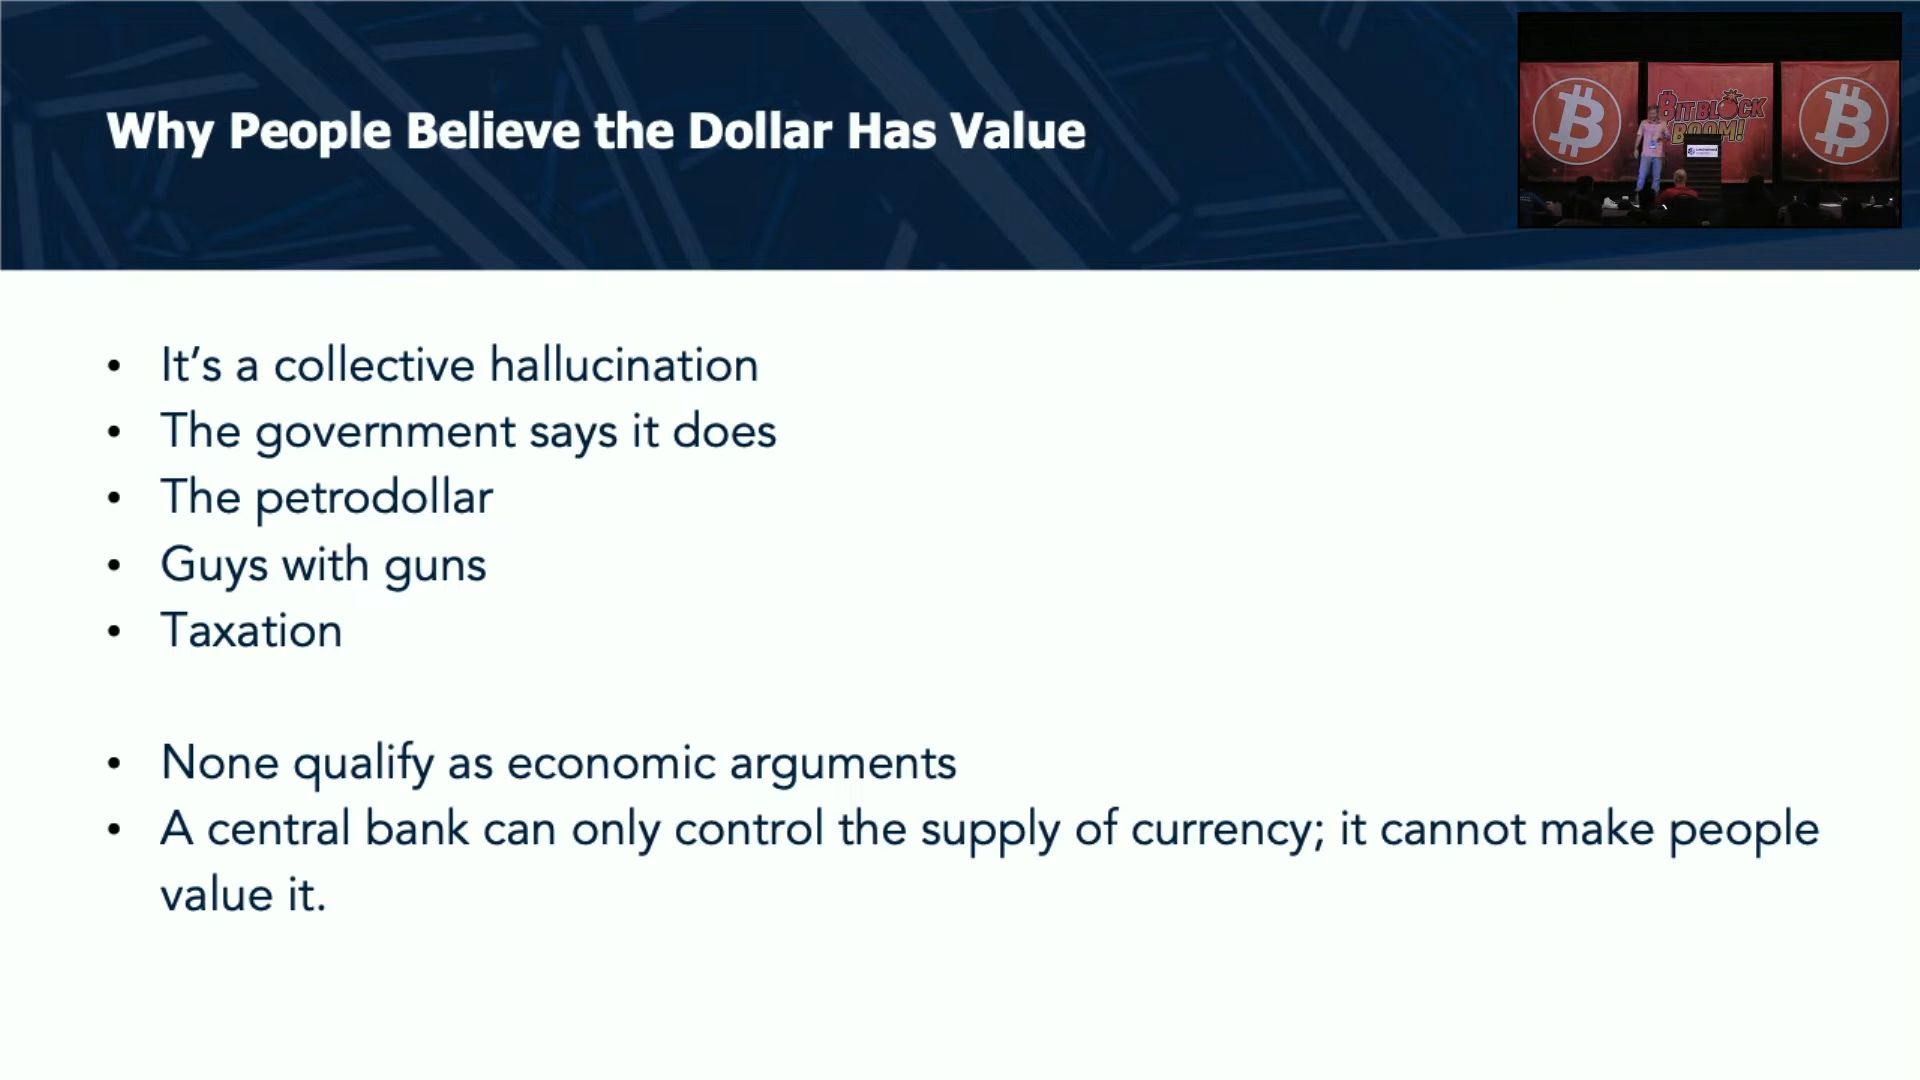 Why People Believe the Dollar Has Value
BITBLOCK
BOOM!
• It's a collective hallucination
• The government says it does
• The petrodollar
• Guys with guns
• Taxation
• None qualify as economic arguments
• A central bank can only control the supply of currency; it cannot make people
value it.